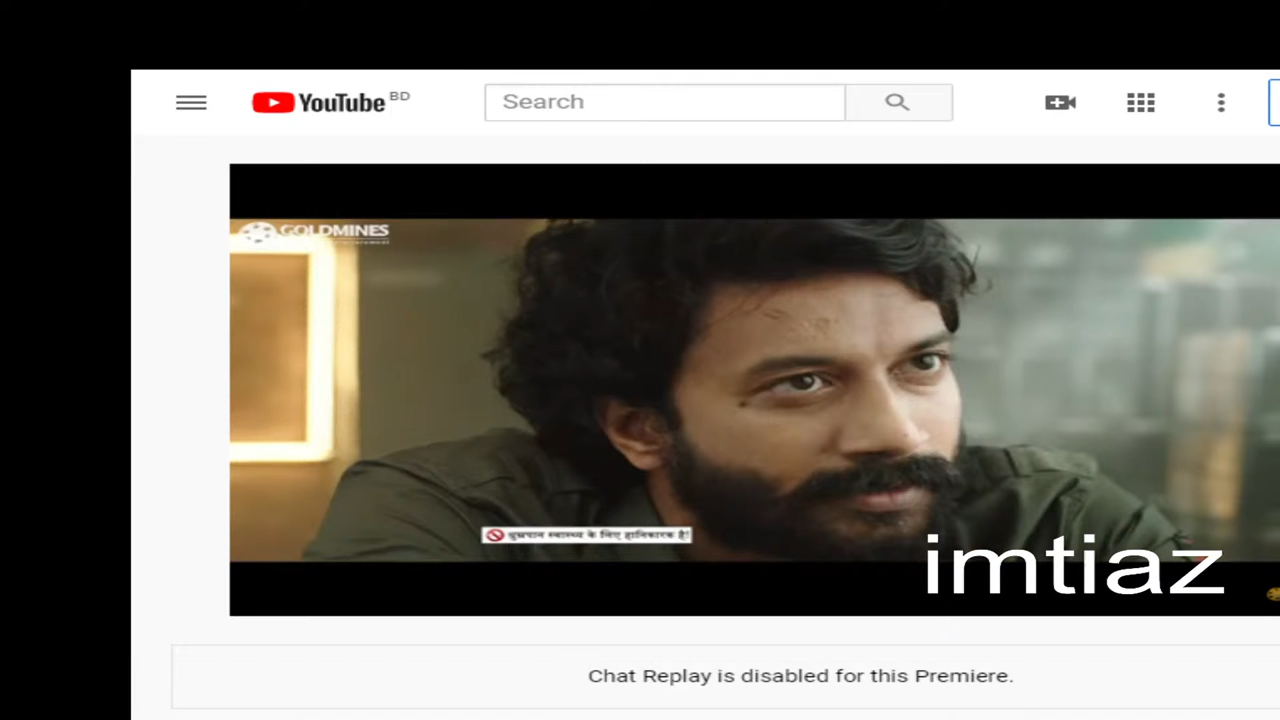 YouTube BD
Search
GOLDMINES
धूम्रपान स्वास्थ्य के लिए हानिकारक है!
imtiaz
Chat Replay is disabled for this Premiere.